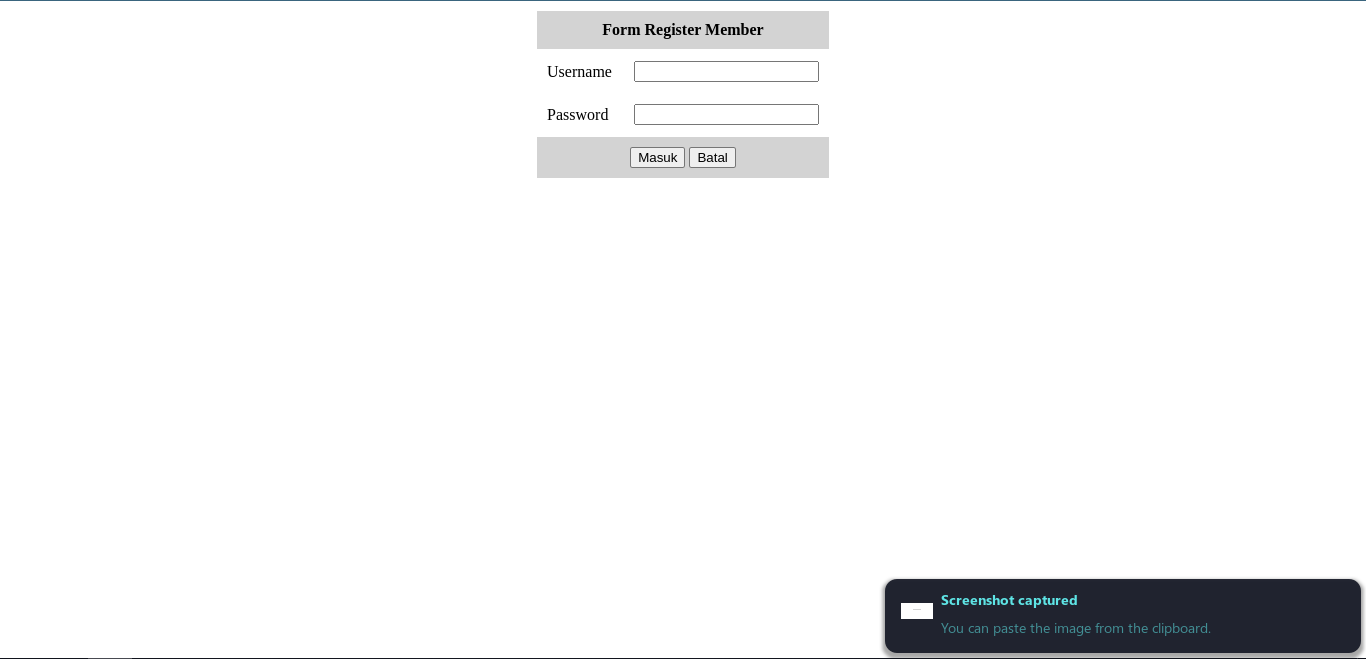 Form Register Member
Username
Password
Masuk Batal
Screenshot captured
You can paste the image from the clipboard.